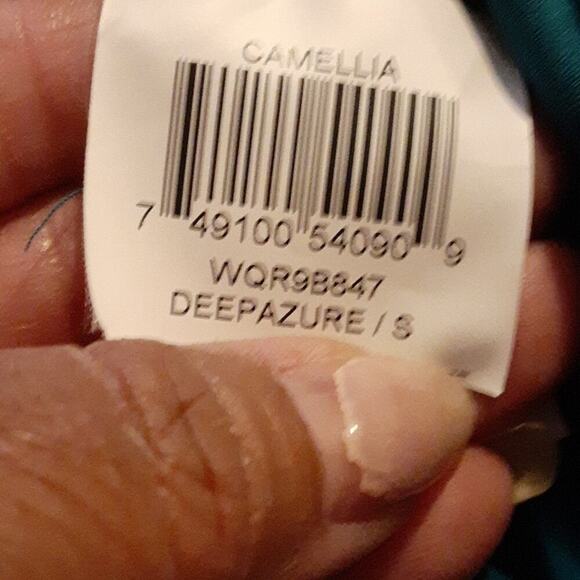 CAMELLIA
7 49100 54090 9
WQR9B847
DEEPAZURE / S